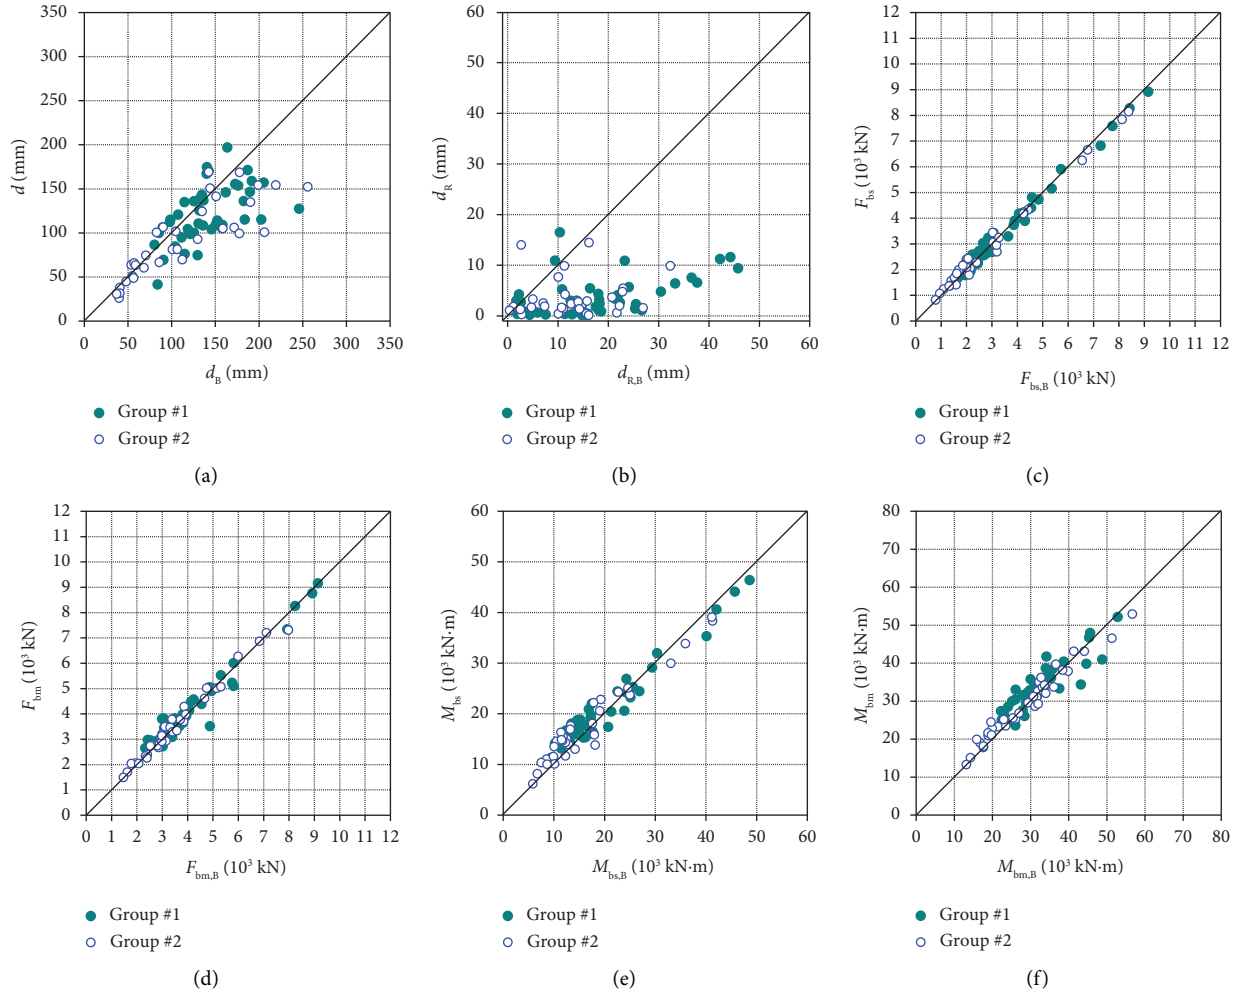 350
300
250
200
150
100
50
0
d (mm)
0 50 100 150 200 250 300 350
d_B (mm)
Group #1
Group #2
(a)
60
50
40
30
20
10
0
d_R (mm)
0 10 20 30 40 50 60
d_R,B (mm)
Group #1
Group #2
(b)
12
11
10
9
8
7
6
5
4
3
2
1
0
F_bs (10³ kN)
0 1 2 3 4 5 6 7 8 9 10 11 12
F_bs,B (10³ kN)
Group #1
Group #2
(c)
12
11
10
9
8
7
6
5
4
3
2
1
0
F_bm (10³ kN)
0 1 2 3 4 5 6 7 8 9 10 11 12
F_bm,B (10³ kN)
Group #1
Group #2
(d)
60
50
40
30
20
10
0
M_bs (10³ kN·m)
0 10 20 30 40 50 60
M_bs,B (10³ kN·m)
Group #1
Group #2
(e)
80
70
60
50
40
30
20
10
0
M_bm (10³ kN·m)
0 10 20 30 40 50 60 70 80
M_bm,B (10³ kN·m)
Group #1
Group #2
(f)